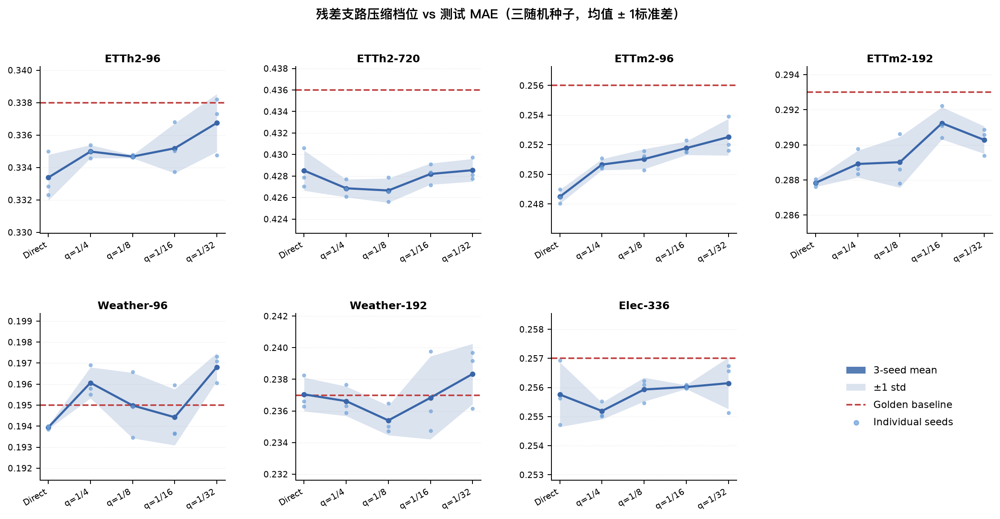 残差支路压缩档位 vs 测试 MAE（三随机种子，均值 ± 1标准差）
ETTh2-96
0.340
0.338
0.336
0.334
0.332
0.330
Direct
q=1/4
q=1/8
q=1/16
q=1/32
ETTh2-720
0.438
0.436
0.434
0.432
0.430
0.428
0.426
0.424
Direct
q=1/4
q=1/8
q=1/16
q=1/32
ETTm2-96
0.256
0.254
0.252
0.250
0.248
Direct
q=1/4
q=1/8
q=1/16
q=1/32
ETTm2-192
0.294
0.292
0.290
0.288
0.286
Direct
q=1/4
q=1/8
q=1/16
q=1/32
Weather-96
0.199
0.198
0.197
0.196
0.195
0.194
0.193
0.192
Direct
q=1/4
q=1/8
q=1/16
q=1/32
Weather-192
0.242
0.240
0.238
0.236
0.234
0.232
Direct
q=1/4
q=1/8
q=1/16
q=1/32
Elec-336
0.258
0.257
0.256
0.255
0.254
0.253
Direct
q=1/4
q=1/8
q=1/16
q=1/32
3-seed mean
±1 std
Golden baseline
Individual seeds